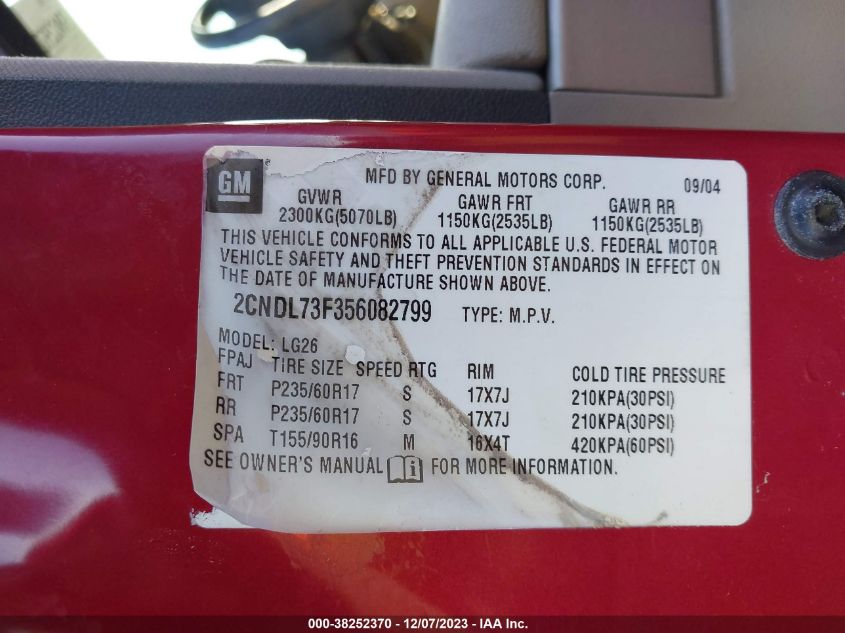 GM
MFD BY GENERAL MOTORS CORP. 09/04
GVWR GAWR FRT GAWR RR
2300KG(5070LB) 1150KG(2535LB) 1150KG(2535LB)
THIS VEHICLE CONFORMS TO ALL APPLICABLE U.S. FEDERAL MOTOR
VEHICLE SAFETY AND THEFT PREVENTION STANDARDS IN EFFECT ON
THE DATE OF MANUFACTURE SHOWN ABOVE.
2CNDL73F356082799 TYPE: M.P.V.
MODEL: LG26
FPAJ TIRE SIZE SPEED RTG RIM COLD TIRE PRESSURE
FRT P235/60R17 S 17X7J 210KPA(30PSI)
RR P235/60R17 S 17X7J 210KPA(30PSI)
SPA T155/90R16 M 16X4T 420KPA(60PSI)
SEE OWNER'S MANUAL FOR MORE INFORMATION.
000-38252370 - 12/07/2023 - IAA Inc.